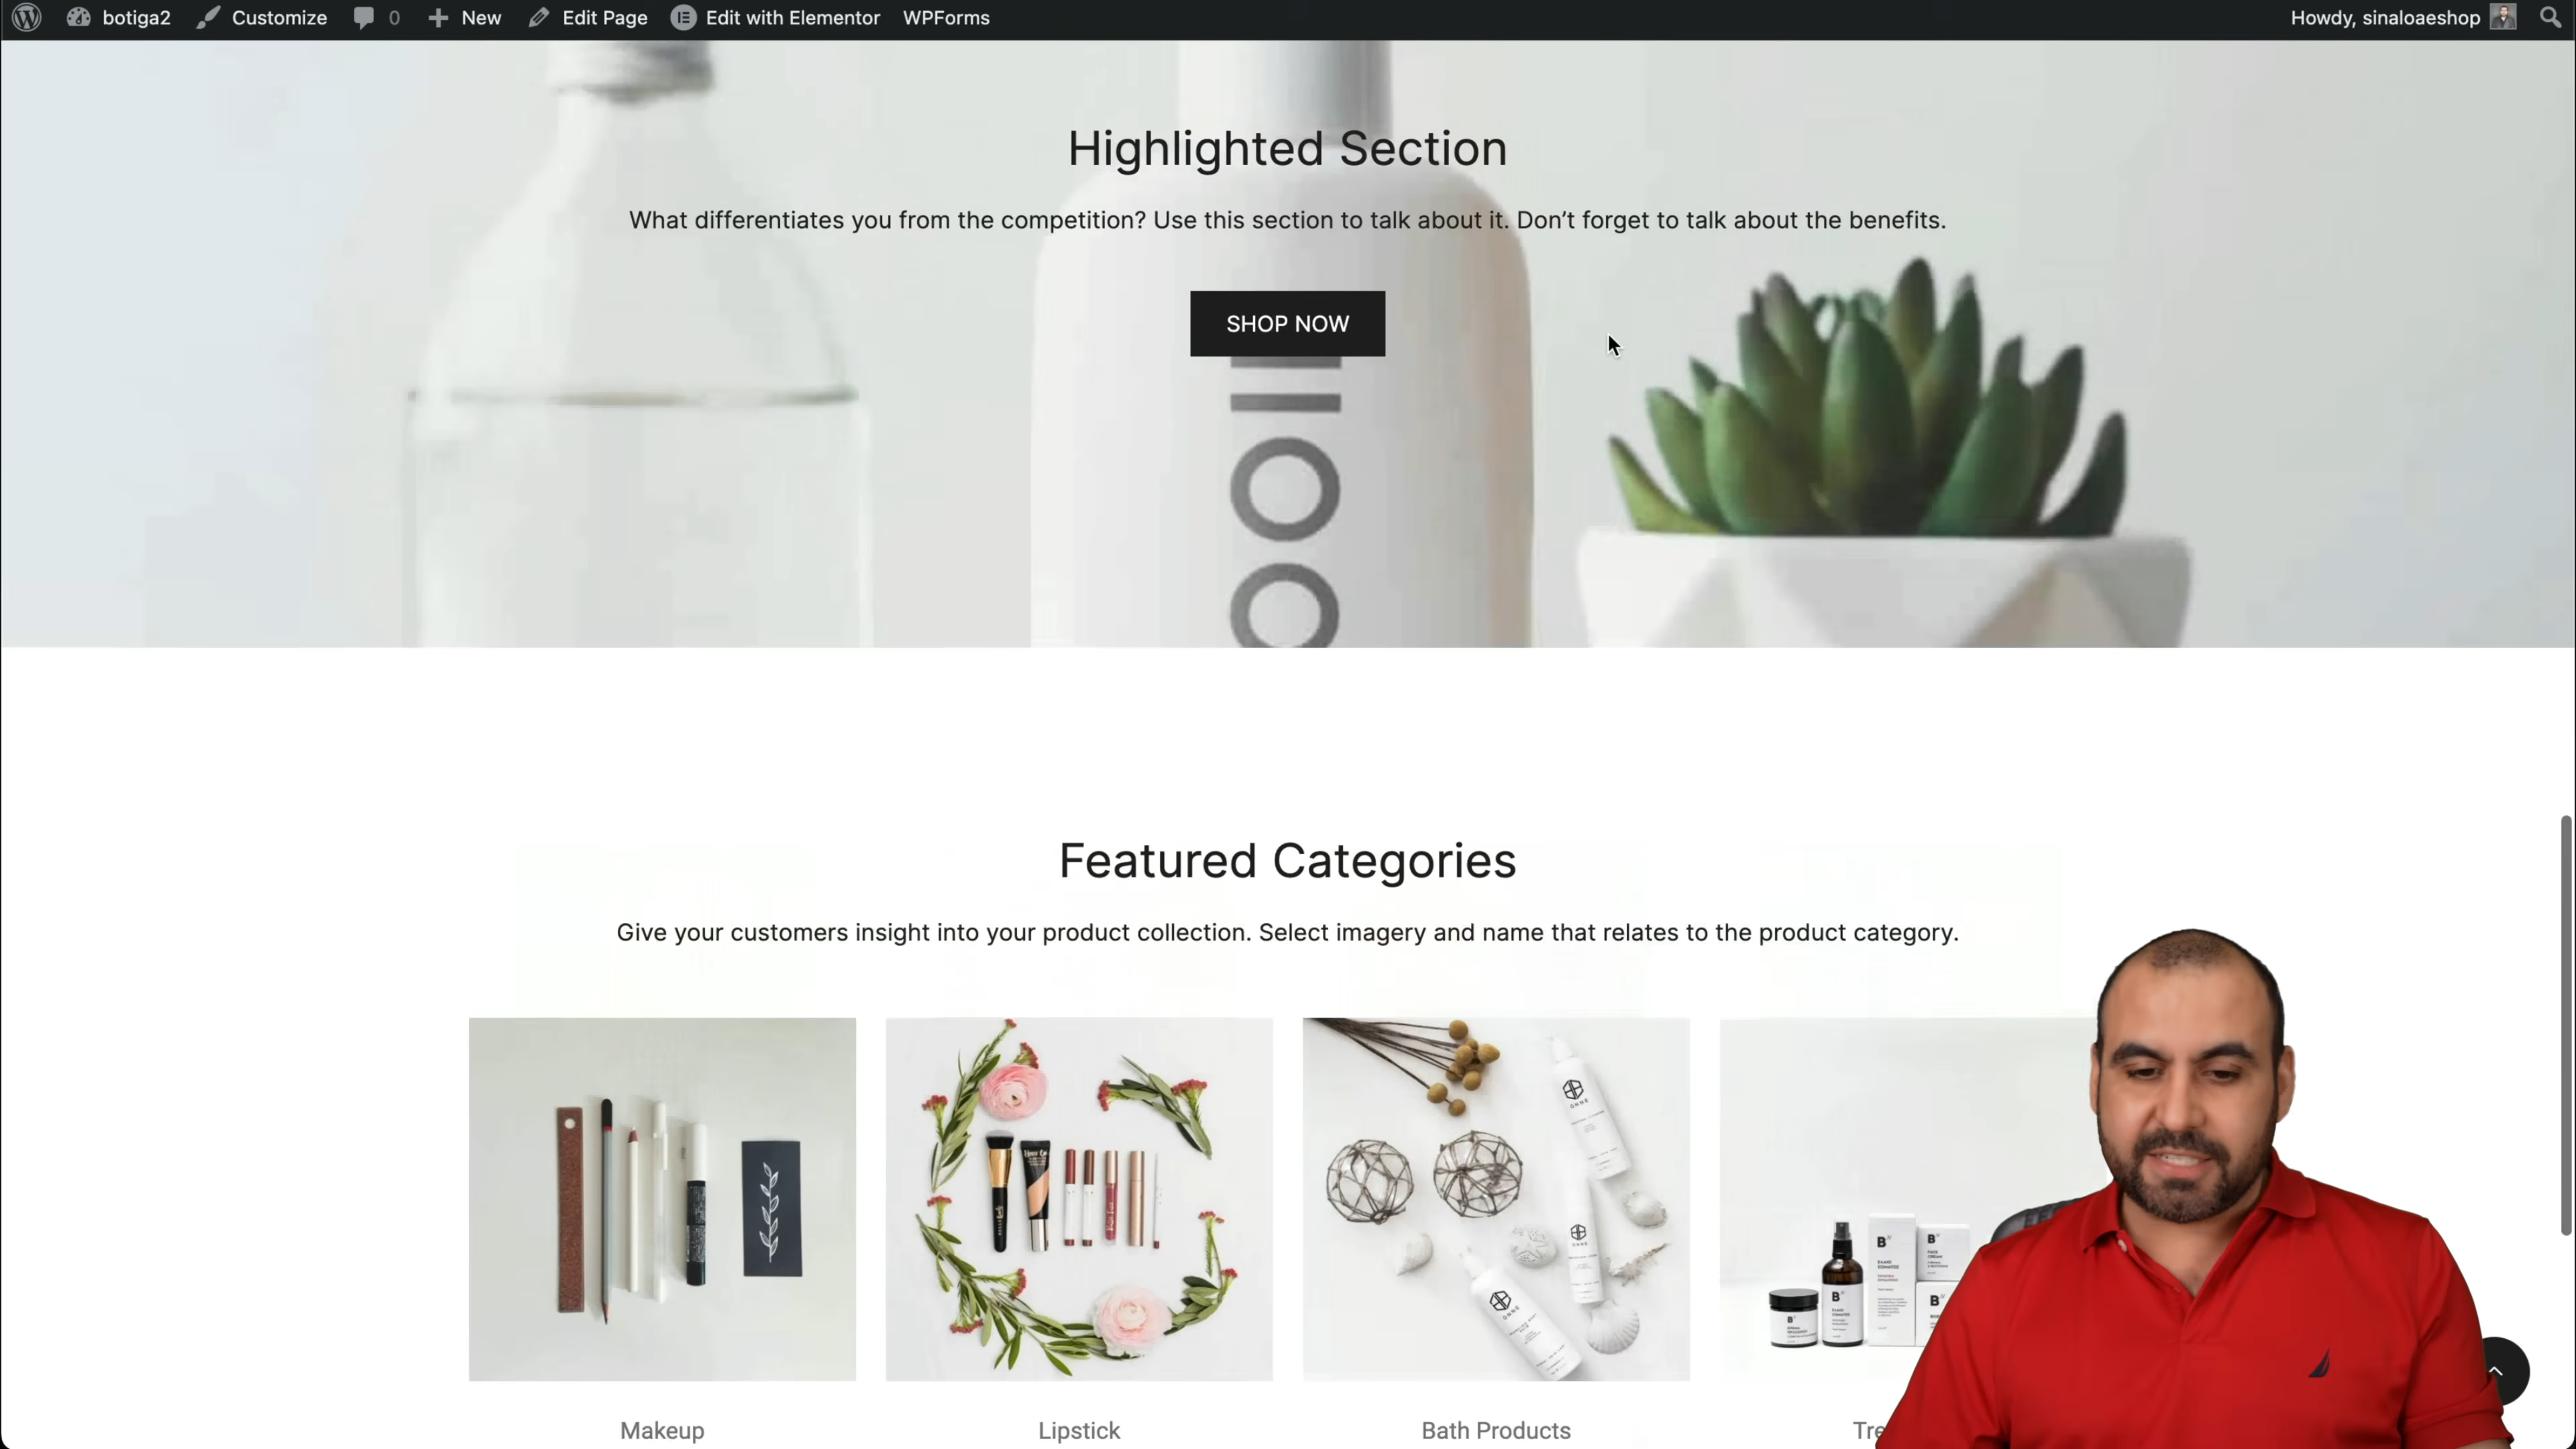 botiga2 Customize 0 New Edit Page Edit with Elementor WPForms Howdy, sinaloaeshop
Highlighted Section
What differentiates you from the competition? Use this section to talk about it. Don’t forget to talk about the benefits.
SHOP NOW
Featured Categories
Give your customers insight into your product collection. Select imagery and name that relates to the product category.
Makeup Lipstick Bath Products Tre